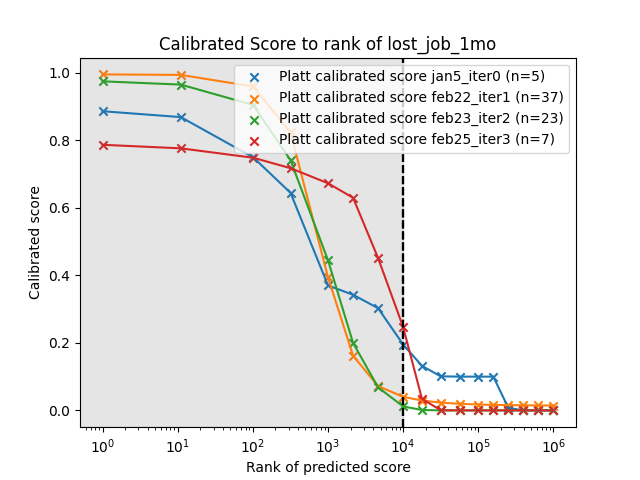 Calibrated Score to rank of lost_job_1mo
Platt calibrated score jan5_iter0 (n=5)
Platt calibrated score feb22_iter1 (n=37)
Platt calibrated score feb23_iter2 (n=23)
Platt calibrated score feb25_iter3 (n=7)
Calibrated score
1.0
0.8
0.6
0.4
0.2
0.0
10⁰ 10¹ 10² 10³ 10⁴ 10⁵ 10⁶
Rank of predicted score